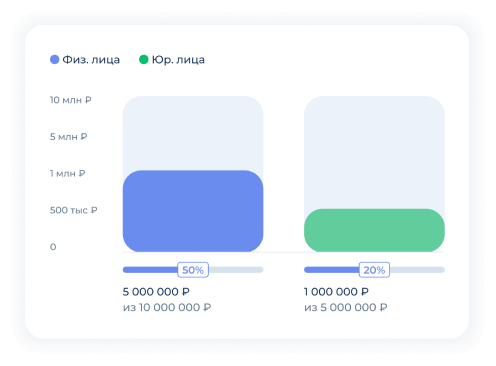 Физ. лица
Юр. лица
10 млн ₽
5 млн ₽
1 млн ₽
500 тыс ₽
0
50%
20%
5 000 000 ₽
из 10 000 000 ₽
1 000 000 ₽
из 5 000 000 ₽